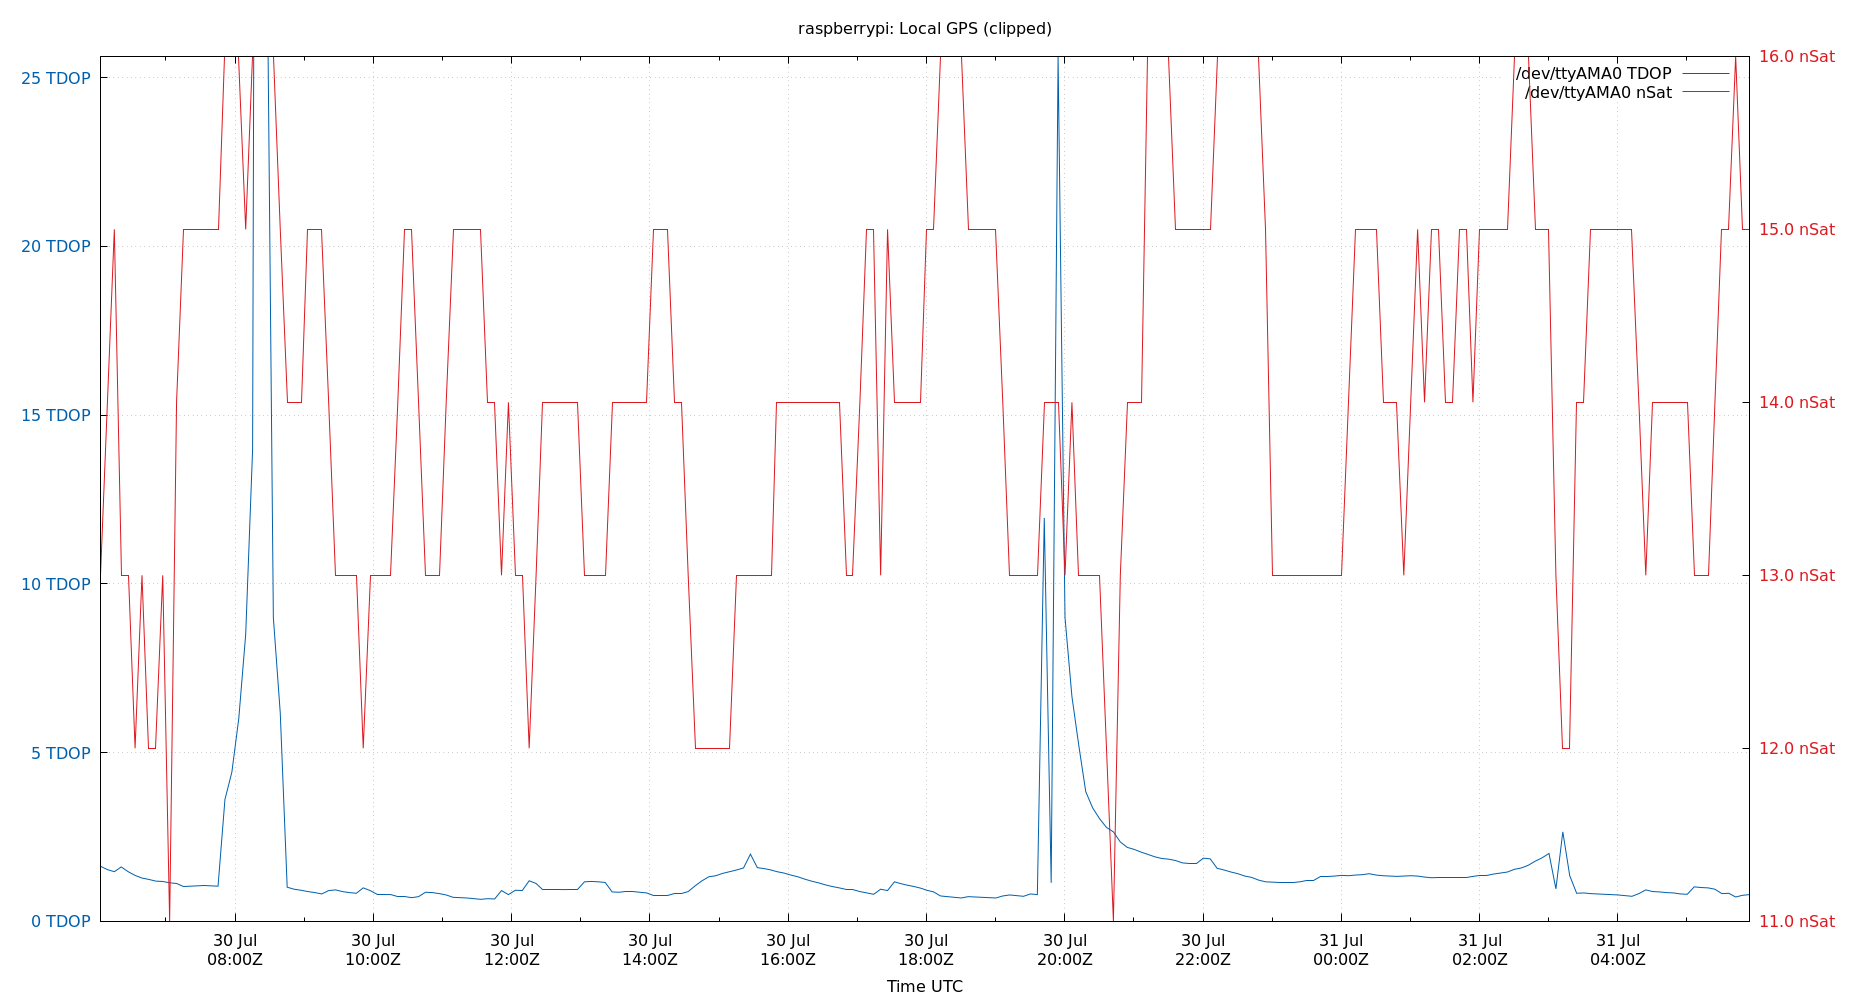 raspberrypi: Local GPS (clipped)
/dev/ttyAMA0 TDOP
/dev/ttyAMA0 nSat
25 TDOP
20 TDOP
15 TDOP
10 TDOP
5 TDOP
0 TDOP
16.0 nSat
15.0 nSat
14.0 nSat
13.0 nSat
12.0 nSat
11.0 nSat
30 Jul
08:00Z
30 Jul
10:00Z
30 Jul
12:00Z
30 Jul
14:00Z
30 Jul
16:00Z
30 Jul
18:00Z
30 Jul
20:00Z
30 Jul
22:00Z
31 Jul
00:00Z
31 Jul
02:00Z
31 Jul
04:00Z
Time UTC